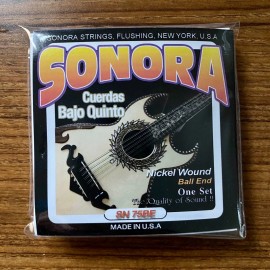 SONORA STRINGS, FLUSHING, NEW YORK, U.S.A
SONORA
Cuerdas
Bajo Quinto
Nickel Wound
Ball End
One Set
The Quality of Sound !!
SN 75BE
MADE IN U.S.A